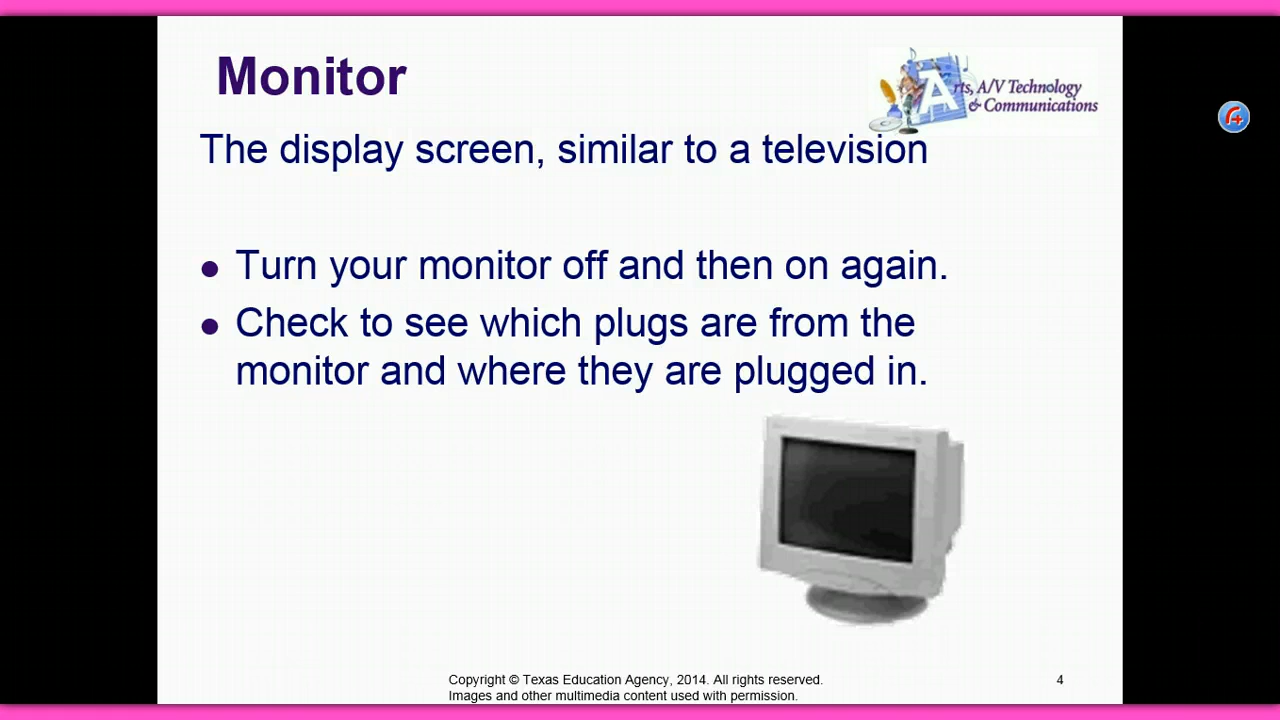 Monitor
Arts, A/V Technology
& Communications
The display screen, similar to a television
Turn your monitor off and then on again.
Check to see which plugs are from the
monitor and where they are plugged in.
Copyright © Texas Education Agency, 2014. All rights reserved.
Images and other multimedia content used with permission.
4